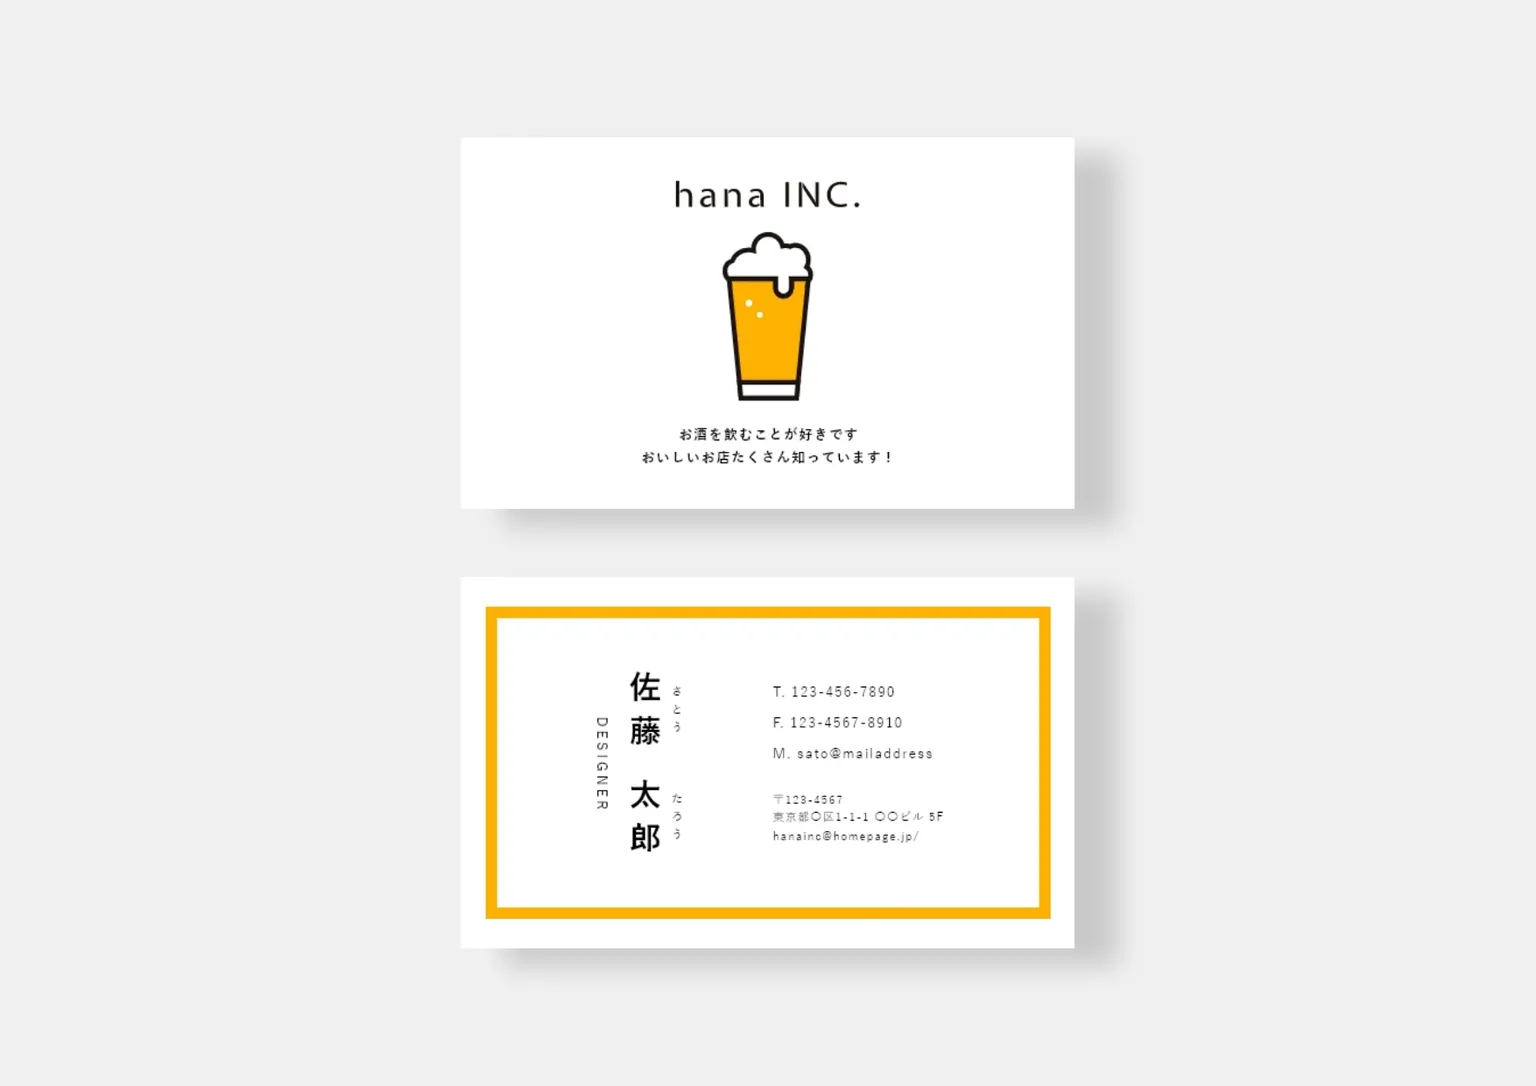 hana INC.
お酒を飲むことが好きです
おいしいお店たくさん知っています！
佐藤 太郎
さとう たろう
DESIGNER
T. 123-456-7890
F. 123-4567-8910
M. sato@mailaddress
〒123-4567
東京都〇区1-1-1 〇〇ビル 5F
hanainc@homepage.jp/